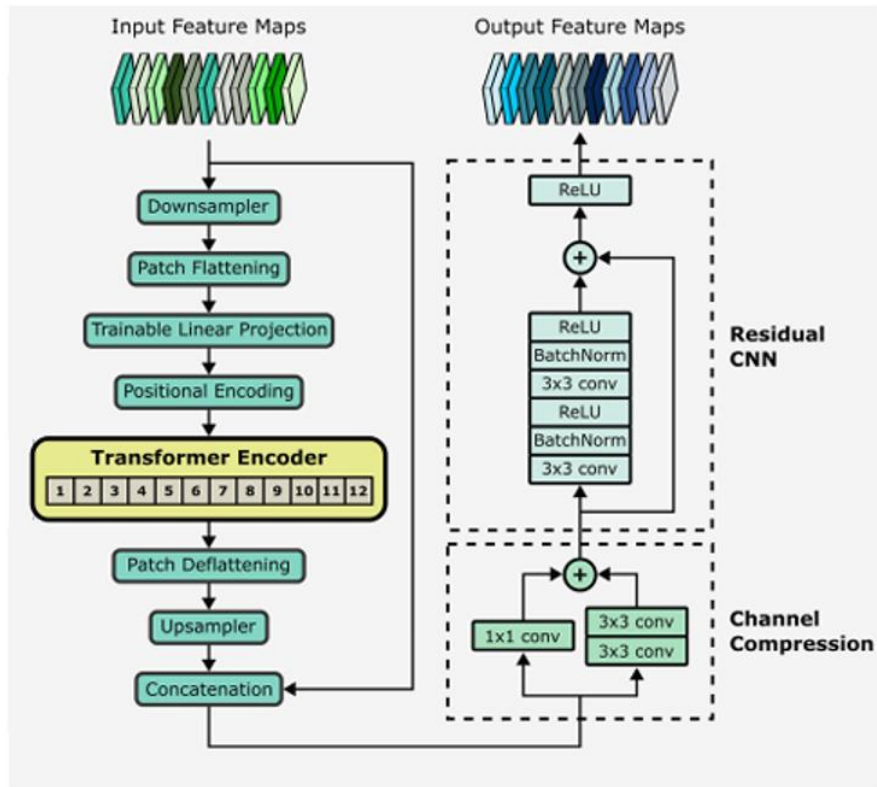 Input Feature Maps
Downsampler
Patch Flattening
Trainable Linear Projection
Positional Encoding
Transformer Encoder
1 2 3 4 5 6 7 8 9 10 11 12
Patch Deflattening
Upsampler
Concatenation
Output Feature Maps
ReLU
+
ReLU
BatchNorm
3x3 conv
ReLU
BatchNorm
3x3 conv
Residual
CNN
+
1x1 conv
3x3 conv
3x3 conv
Channel
Compression